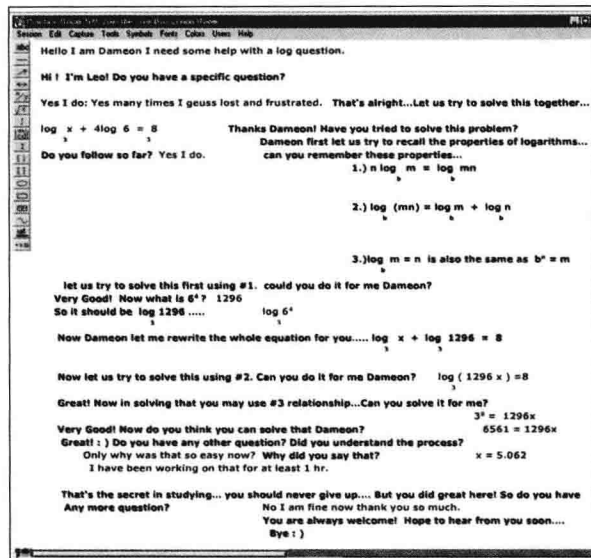 Session Edit Capture Tools Symbols Fonts Colors Users Help
Hello I am Dameon I need some help with a log question.
Hi ! I'm Leo! Do you have a specific question?
Yes I do: Yes many times I geuss lost and frustrated. That's alright...Let us try to solve this together...
log x + 4log 6 = 8 Thanks Dameon! Have you tried to solve this problem?
3 3
Dameon first let us try to recall the properties of logarithms...
Do you follow so far? Yes I do. can you remember these properties...
1.) n log m = log mn
b b
2.) log (mn) = log m + log n
b b b
3.)log m = n is also the same as bⁿ = m
b
let us try to solve this first using #1. could you do it for me Dameon?
Very Good! Now what is 6⁴ ? 1296
So it should be log 1296 ..... log 6⁴
3 3
Now Dameon let me rewrite the whole equation for you..... log x + log 1296 = 8
3 3
Now let us try to solve this using #2. Can you do it for me Dameon? log ( 1296 x ) =8
3
Great! Now in solving that you may use #3 relationship...Can you solve it for me?
3⁸ = 1296x
Very Good! Now do you think you can solve that Dameon? 6561 = 1296x
Great! : ) Do you have any other question? Did you understand the process?
Only why was that so easy now? Why did you say that? x = 5.062
I have been working on that for at least 1 hr.
That's the secret in studying... you should never give up.... But you did great here! So do you have
Any more question? No I am fine now thank you so much.
You are always welcome! Hope to hear from you soon....
Bye : )